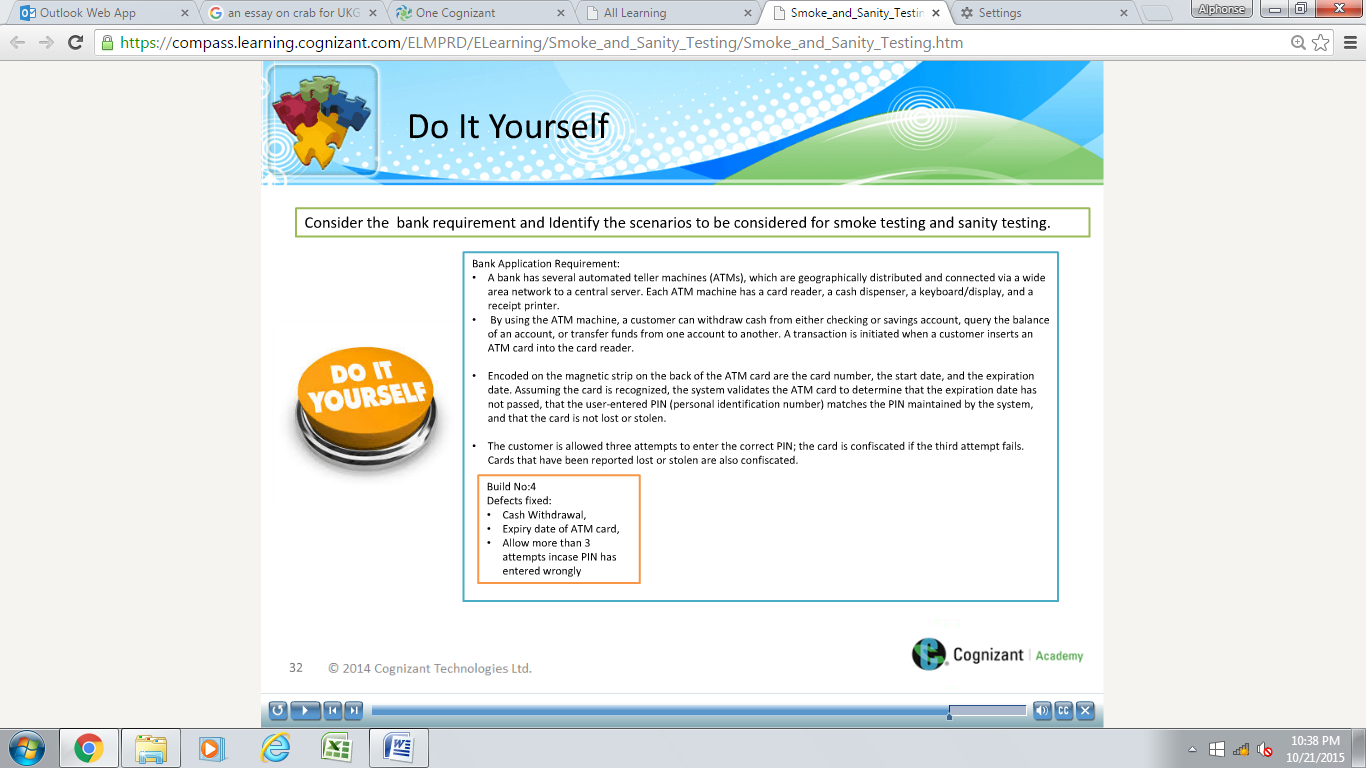 Outlook Web App
an essay on crab for UKG
One Cognizant
All Learning
Smoke_and_Sanity_Testin
Settings
Alphonse
https://compass.learning.cognizant.com/ELMPRD/ELearning/Smoke_and_Sanity_Testing/Smoke_and_Sanity_Testing.htm
Do It Yourself
Consider the bank requirement and Identify the scenarios to be considered for smoke testing and sanity testing.
Bank Application Requirement:
• A bank has several automated teller machines (ATMs), which are geographically distributed and connected via a wide
area network to a central server. Each ATM machine has a card reader, a cash dispenser, a keyboard/display, and a
receipt printer.
• By using the ATM machine, a customer can withdraw cash from either checking or savings account, query the balance
of an account, or transfer funds from one account to another. A transaction is initiated when a customer inserts an
ATM card into the card reader.
• Encoded on the magnetic strip on the back of the ATM card are the card number, the start date, and the expiration
date. Assuming the card is recognized, the system validates the ATM card to determine that the expiration date has
not passed, that the user-entered PIN (personal identification number) matches the PIN maintained by the system,
and that the card is not lost or stolen.
• The customer is allowed three attempts to enter the correct PIN; the card is confiscated if the third attempt fails.
Cards that have been reported lost or stolen are also confiscated.
DO IT
YOURSELF
Build No:4
Defects fixed:
• Cash Withdrawal,
• Expiry date of ATM card,
• Allow more than 3
attempts incase PIN has
entered wrongly
32 © 2014 Cognizant Technologies Ltd.
Cognizant | Academy
CC
10:38 PM
10/21/2015